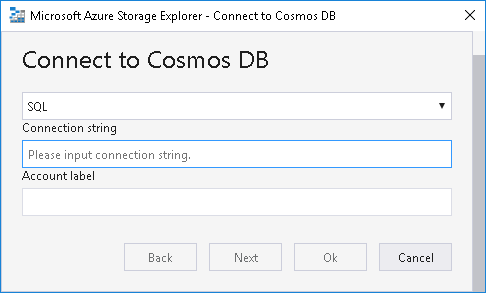 Microsoft Azure Storage Explorer - Connect to Cosmos DB
Connect to Cosmos DB
SQL
Connection string
Please input connection string.
Account label
Back Next Ok Cancel